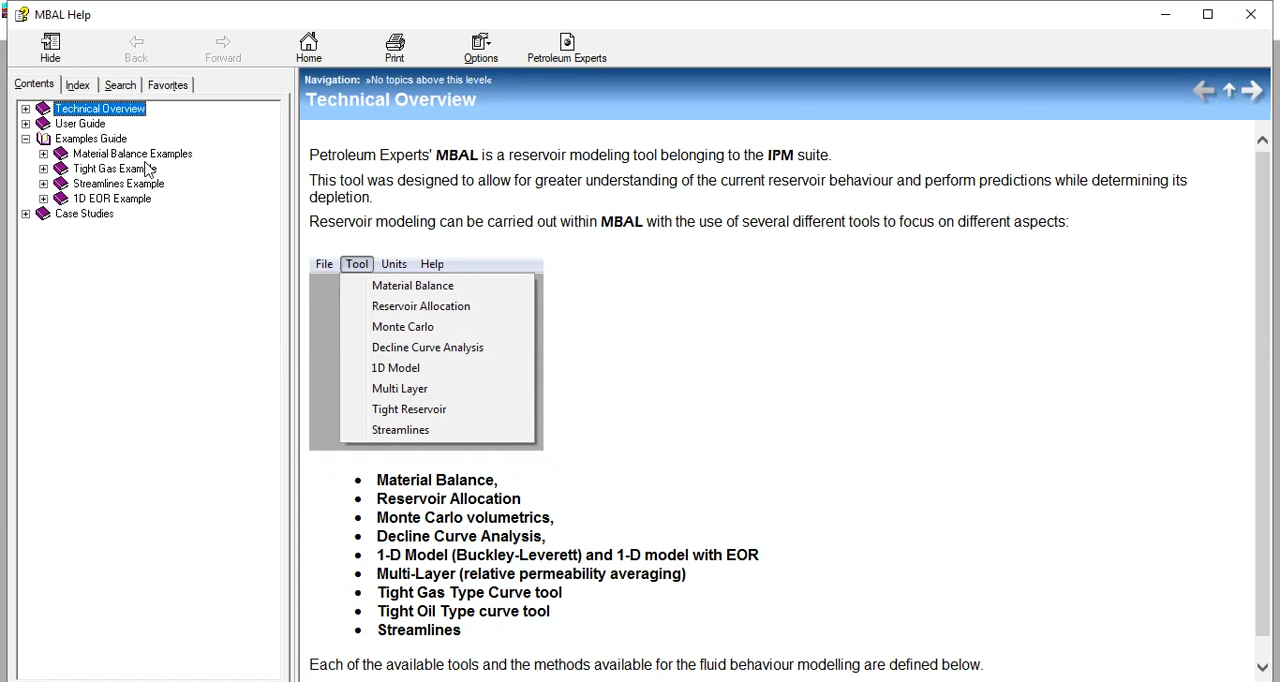 MBAL Help
Hide
Back
Forward
Home
Print
Options
Petroleum Experts
Contents
Index
Search
Favorites
Technical Overview
User Guide
Examples Guide
Material Balance Examples
Tight Gas Example
Streamlines Example
1D EOR Example
Case Studies
Navigation: »No topics above this level«
Technical Overview
Petroleum Experts' MBAL is a reservoir modeling tool belonging to the IPM suite.
This tool was designed to allow for greater understanding of the current reservoir behaviour and perform predictions while determining its
depletion.
Reservoir modeling can be carried out within MBAL with the use of several different tools to focus on different aspects:
File Tool Units Help
Material Balance
Reservoir Allocation
Monte Carlo
Decline Curve Analysis
1D Model
Multi Layer
Tight Reservoir
Streamlines
• Material Balance,
• Reservoir Allocation
• Monte Carlo volumetrics,
• Decline Curve Analysis,
• 1-D Model (Buckley-Leverett) and 1-D model with EOR
• Multi-Layer (relative permeability averaging)
• Tight Gas Type Curve tool
• Tight Oil Type curve tool
• Streamlines
Each of the available tools and the methods available for the fluid behaviour modelling are defined below.